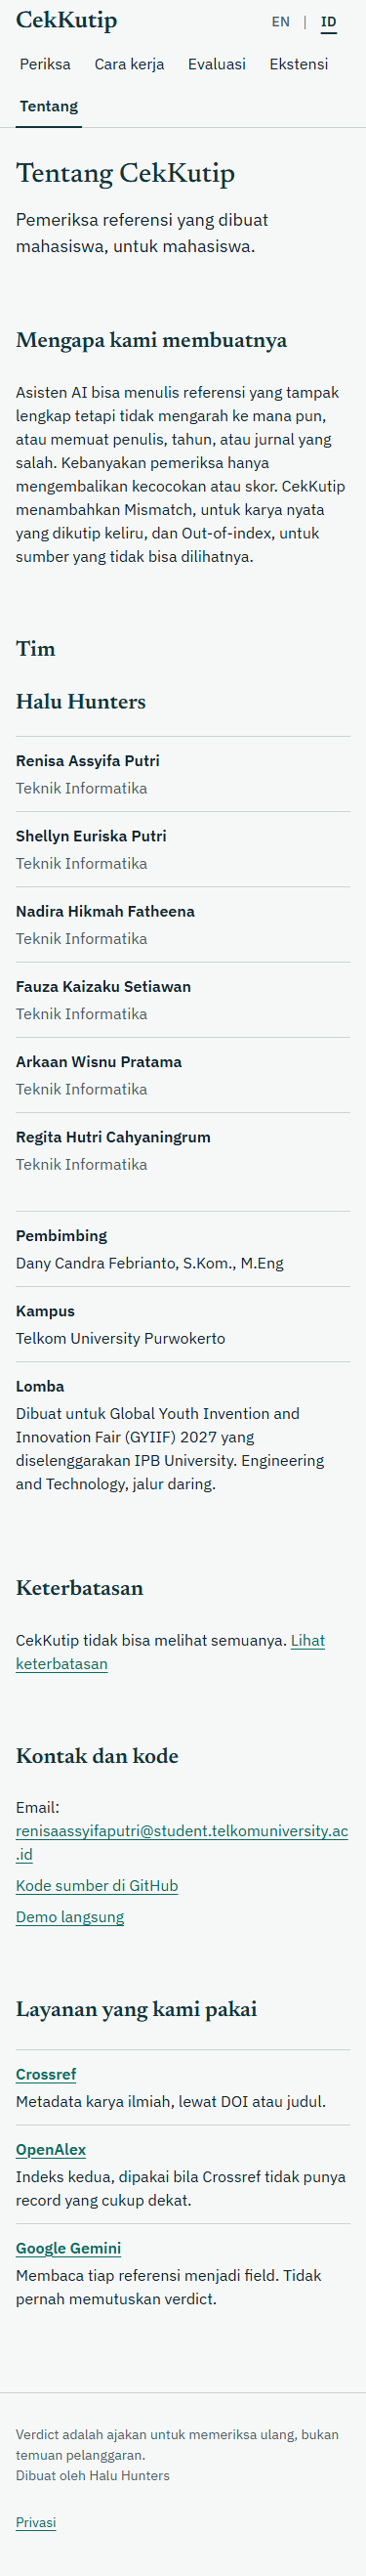 CekKutip
EN | ID
Periksa Cara kerja Evaluasi Ekstensi
Tentang
Tentang CekKutip
Pemeriksa referensi yang dibuat
mahasiswa, untuk mahasiswa.
Mengapa kami membuatnya
Asisten AI bisa menulis referensi yang tampak
lengkap tetapi tidak mengarah ke mana pun,
atau memuat penulis, tahun, atau jurnal yang
salah. Kebanyakan pemeriksa hanya
mengembalikan kecocokan atau skor. CekKutip
menambahkan Mismatch, untuk karya nyata
yang dikutip keliru, dan Out-of-index, untuk
sumber yang tidak bisa dilihatnya.
Tim
Halu Hunters
Renisa Assyifa Putri
Teknik Informatika
Shellyn Euriska Putri
Teknik Informatika
Nadira Hikmah Fatheena
Teknik Informatika
Fauza Kaizaku Setiawan
Teknik Informatika
Arkaan Wisnu Pratama
Teknik Informatika
Regita Hutri Cahyaningrum
Teknik Informatika
Pembimbing
Dany Candra Febrianto, S.Kom., M.Eng
Kampus
Telkom University Purwokerto
Lomba
Dibuat untuk Global Youth Invention and
Innovation Fair (GYIIF) 2027 yang
diselenggarakan IPB University. Engineering
and Technology, jalur daring.
Keterbatasan
CekKutip tidak bisa melihat semuanya. Lihat
keterbatasan
Kontak dan kode
Email:
renisaassyifaputri@student.telkomuniversity.ac
.id
Kode sumber di GitHub
Demo langsung
Layanan yang kami pakai
Crossref
Metadata karya ilmiah, lewat DOI atau judul.
OpenAlex
Indeks kedua, dipakai bila Crossref tidak punya
record yang cukup dekat.
Google Gemini
Membaca tiap referensi menjadi field. Tidak
pernah memutuskan verdict.
Verdict adalah ajakan untuk memeriksa ulang, bukan
temuan pelanggaran.
Dibuat oleh Halu Hunters
Privasi